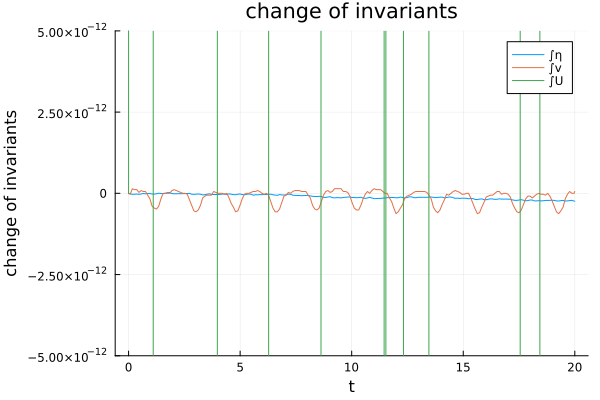 change of invariants
change of invariants
5.00×10⁻¹²
2.50×10⁻¹²
0
−2.50×10⁻¹²
−5.00×10⁻¹²
∫η
∫v
∫U
0
5
10
15
20
t